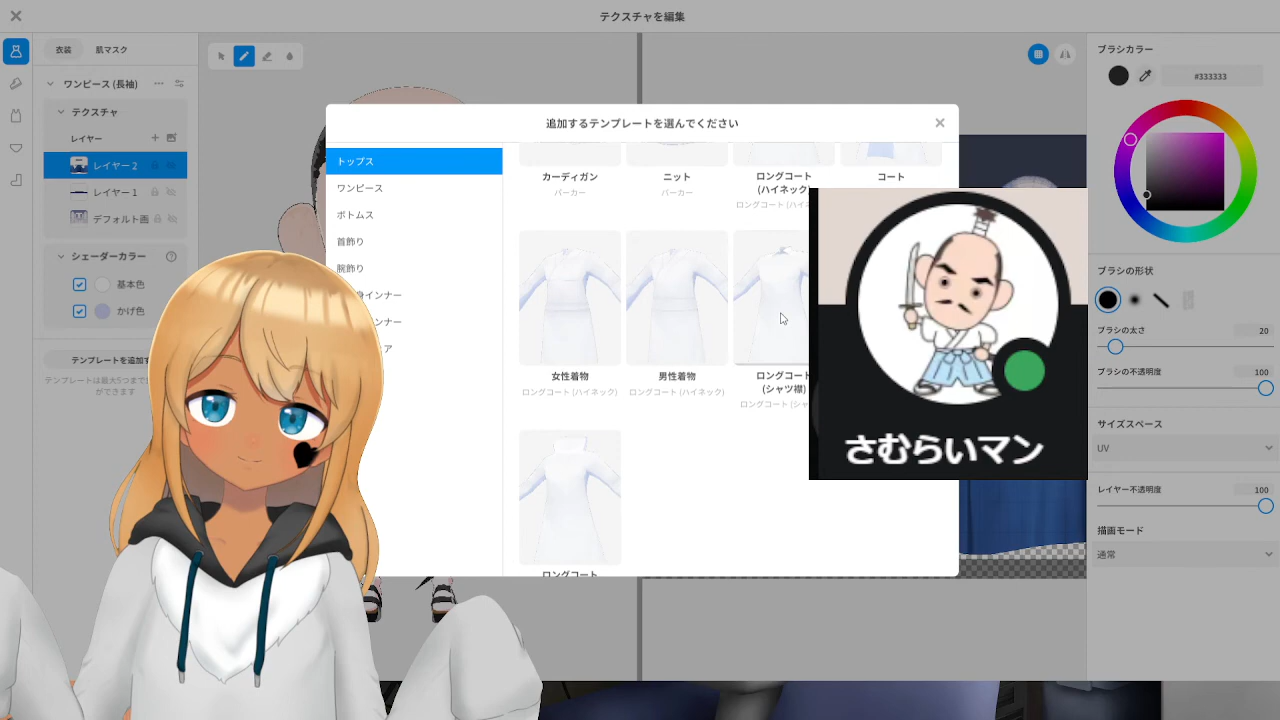 テクスチャを編集
衣装
肌マスク
ワンピース (長袖)
テクスチャ
レイヤー
レイヤー 2
レイヤー 1
デフォルト画
シェーダーカラー
基本色
かげ色
テンプレートを追加す
テンプレートは最大5つまで
ができます
追加するテンプレートを選んでください
トップス
ワンピース
ボトムス
首飾り
腕飾り
インナー
カーディガン
パーカー
ニット
パーカー
ロングコート
(ハイネック)
ロングコート (ハイネ
コート
女性着物
ロングコート (ハイネック)
男性着物
ロングコート (ハイネック)
ロングコート
(シャツ襟)
ロングコート (シャ
ロングコート
さむらいマン
ブラシカラー
#333333
ブラシの形状
ブラシの太さ
20
ブラシの不透明度
100
サイズスペース
UV
レイヤー不透明度
100
描画モード
通常